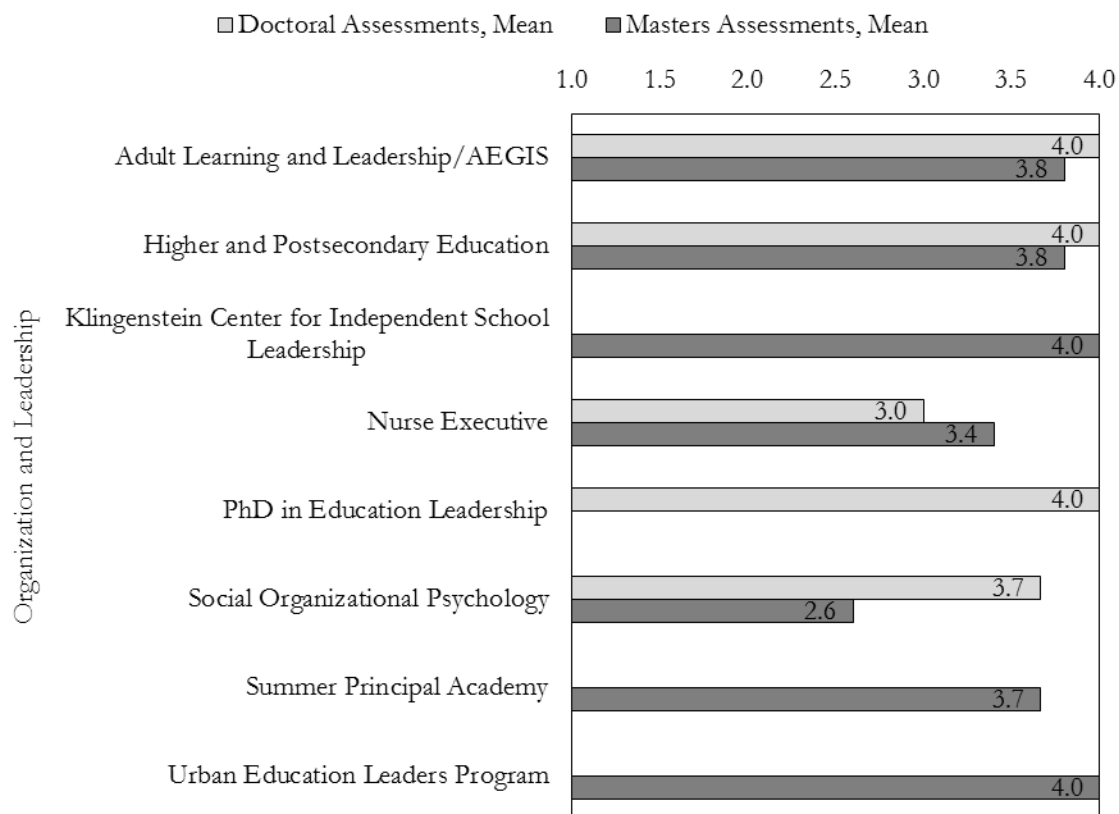 Doctoral Assessments, Mean
Masters Assessments, Mean
1.0 1.5 2.0 2.5 3.0 3.5 4.0
Organization and Leadership
Adult Learning and Leadership/AEGIS
4.0
3.8
Higher and Postsecondary Education
4.0
3.8
Klingenstein Center for Independent School
Leadership
4.0
Nurse Executive
3.0
3.4
PhD in Education Leadership
4.0
Social Organizational Psychology
3.7
2.6
Summer Principal Academy
3.7
Urban Education Leaders Program
4.0